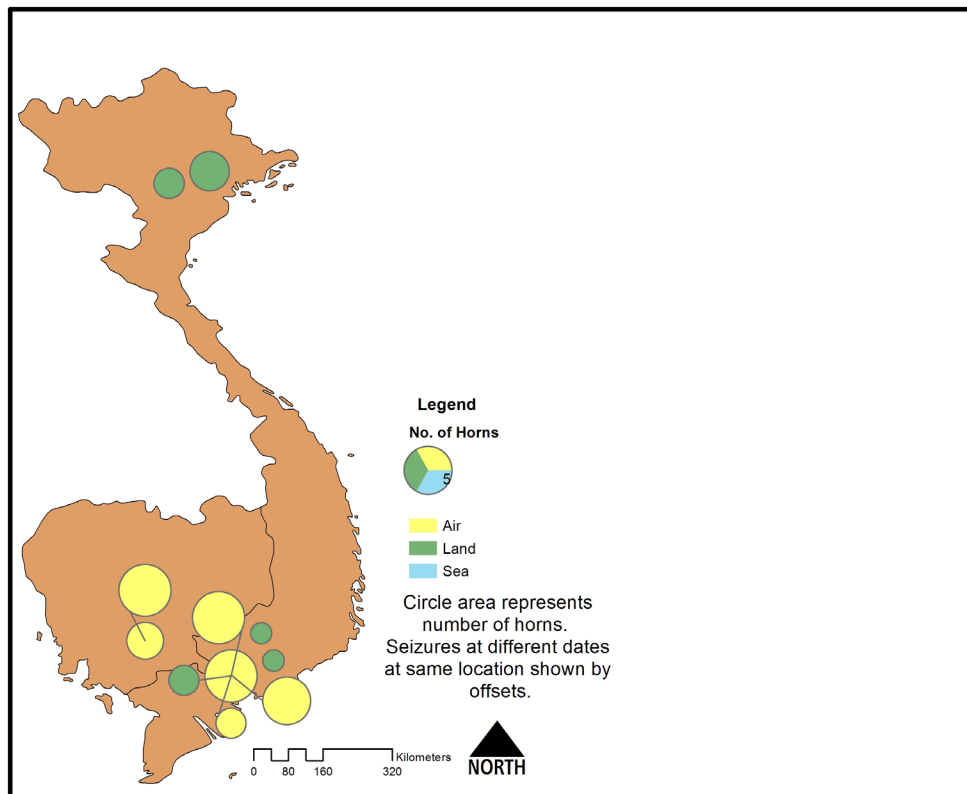 Legend
No. of Horns
5
Air
Land
Sea
Circle area represents
number of horns.
Seizures at different dates
at same location shown by
offsets.
Kilometers
0 80 160 320
NORTH